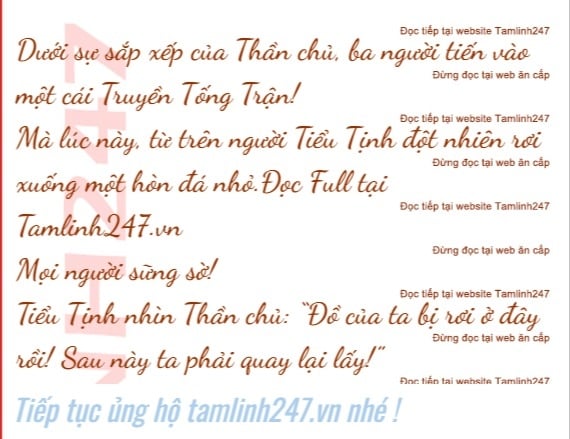 Đọc tiếp tại website Tamlinh247
Dưới sự sắp xếp của Thần chủ, ba người tiến vào
Đừng đọc tại web ăn cắp
một cái Truyền Tống Trận!
Đọc tiếp tại website Tamlinh247
Mà lúc này, từ trên người Tiểu Tịnh đột nhiên rơi
Đừng đọc tại web ăn cắp
xuống một hòn đá nhỏ.Đọc Full tại
Đọc tiếp tại website Tamlinh247
Tamlinh247.vn
Đừng đọc tại web ăn cắp
Mọi người sững sờ!
Đọc tiếp tại website Tamlinh247
Tiểu Tịnh nhìn Thần chủ: “Đồ của ta bị rơi ở đây
Đừng đọc tại web ăn cắp
rồi! Sau này ta phải quay lại lấy!”
Đọc tiếp tại website Tamlinh247
Tiếp tục ủng hộ tamlinh247.vn nhé !
NH247